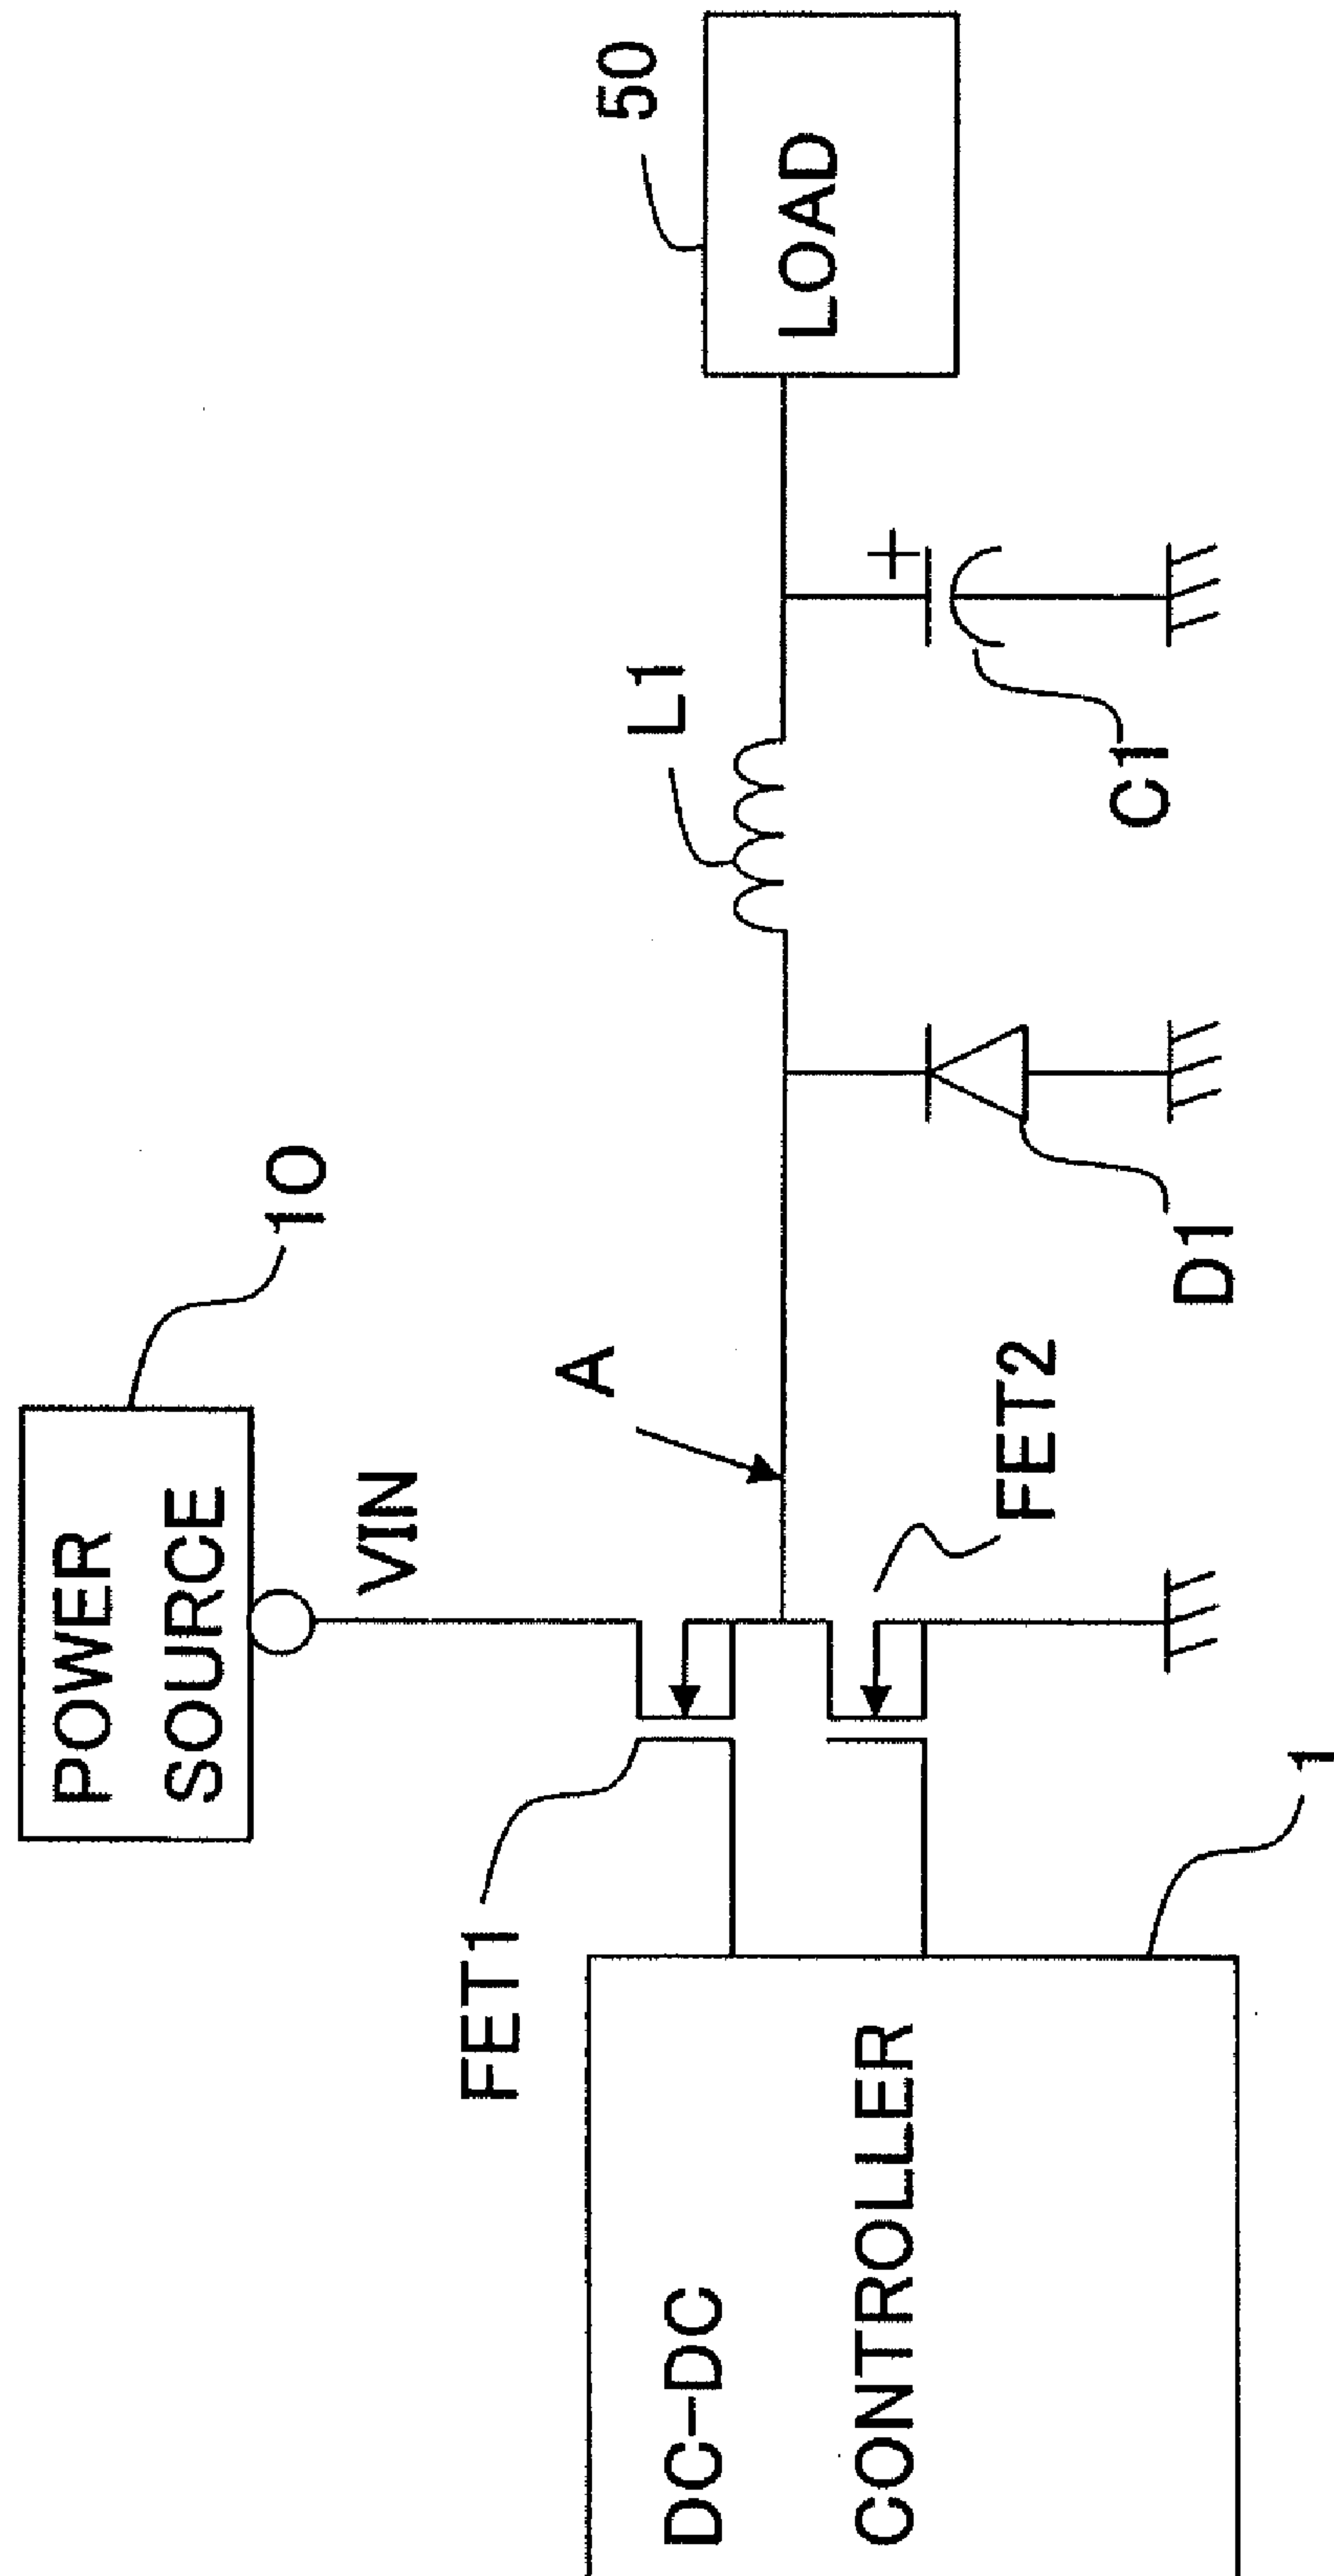 POWER
SOURCE
10
VIN
FET1
A
L1
50
LOAD
DC-DC
CONTROLLER
1
FET2
D1
C1
+